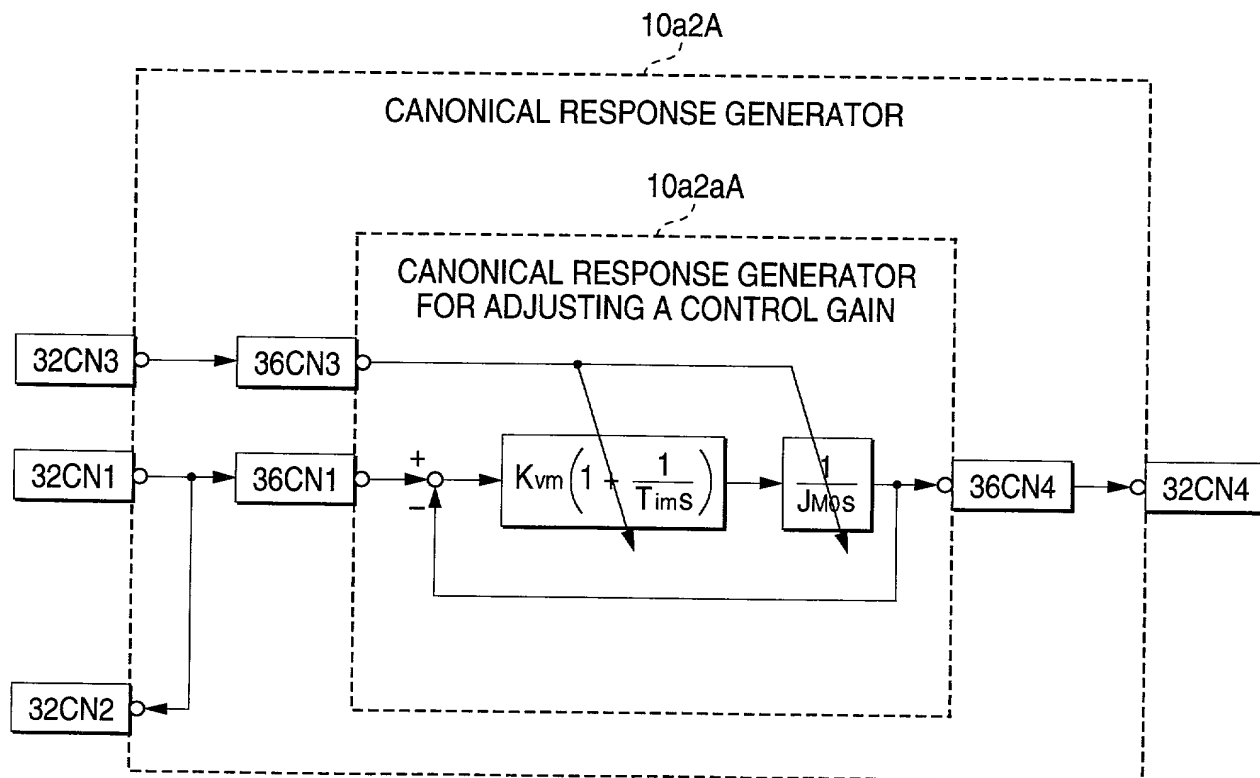 10a2A
CANONICAL RESPONSE GENERATOR
10a2aA
CANONICAL RESPONSE GENERATOR
FOR ADJUSTING A CONTROL GAIN
32CN3
36CN3
32CN1
36CN1
+
−
Kvm(1 + 1/Tims)
1/JM0s
36CN4
32CN4
32CN2